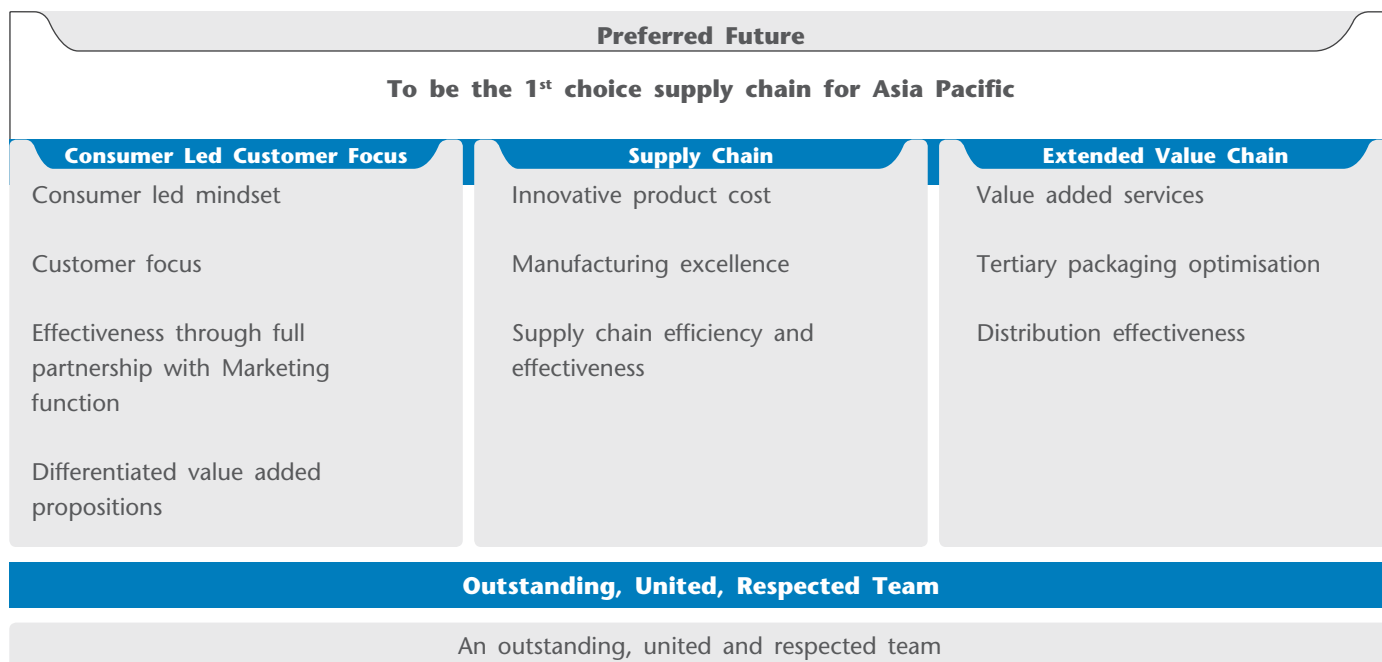 Preferred Future
To be the 1st choice supply chain for Asia Pacific
Consumer Led Customer Focus
Consumer led mindset
Customer focus
Effectiveness through full
partnership with Marketing
function
Differentiated value added
propositions
Supply Chain
Innovative product cost
Manufacturing excellence
Supply chain efficiency and
effectiveness
Extended Value Chain
Value added services
Tertiary packaging optimisation
Distribution effectiveness
Outstanding, United, Respected Team
An outstanding, united and respected team